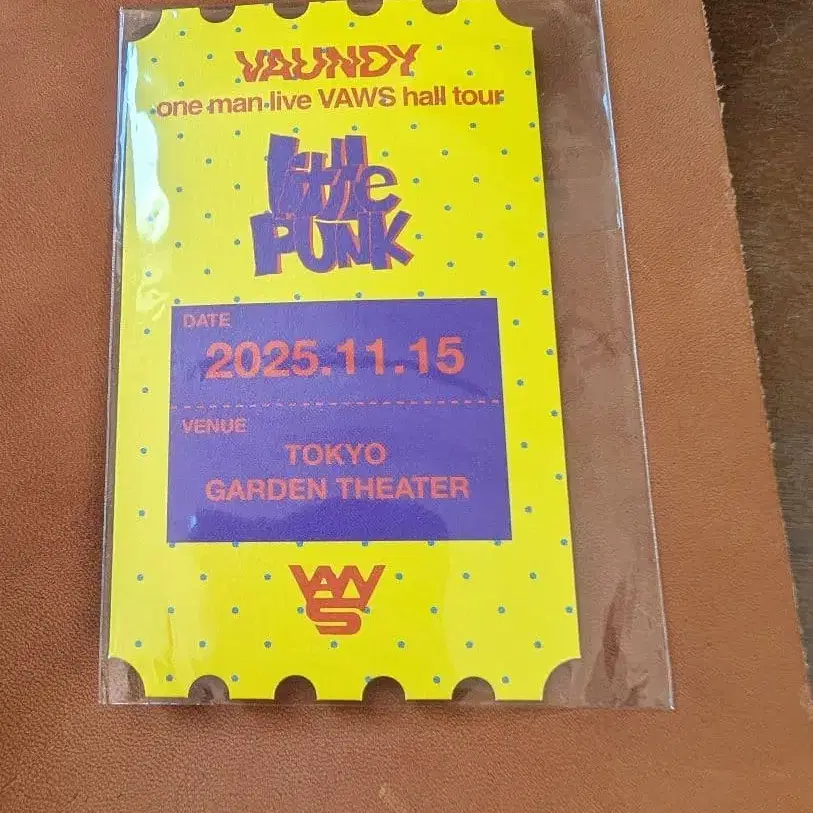 VAUNDY
one man live VAWS hall tour
little
PUNK
DATE
2025.11.15
VENUE
TOKYO
GARDEN THEATER
VAWS